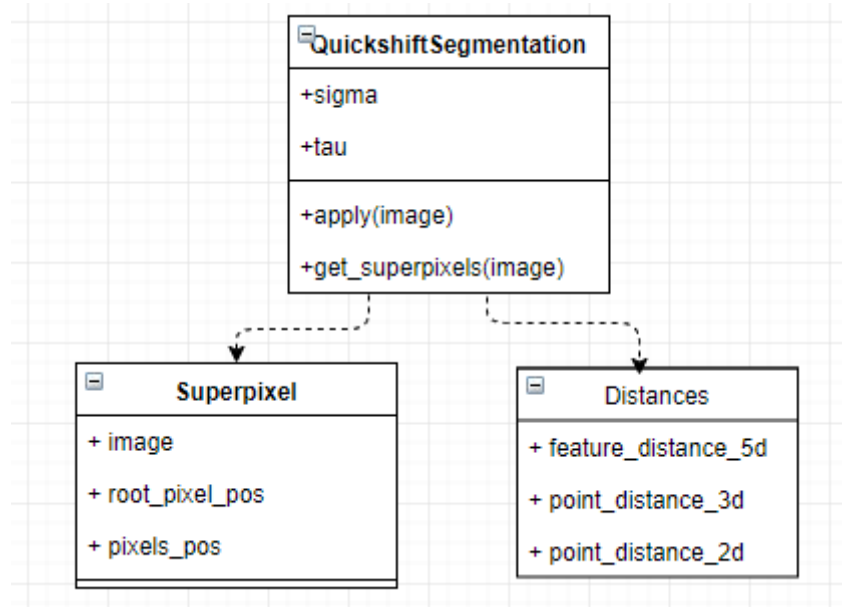 QuickshiftSegmentation
+sigma
+tau
+apply(image)
+get_superpixels(image)
Superpixel
+ image
+ root_pixel_pos
+ pixels_pos
Distances
+ feature_distance_5d
+ point_distance_3d
+ point_distance_2d